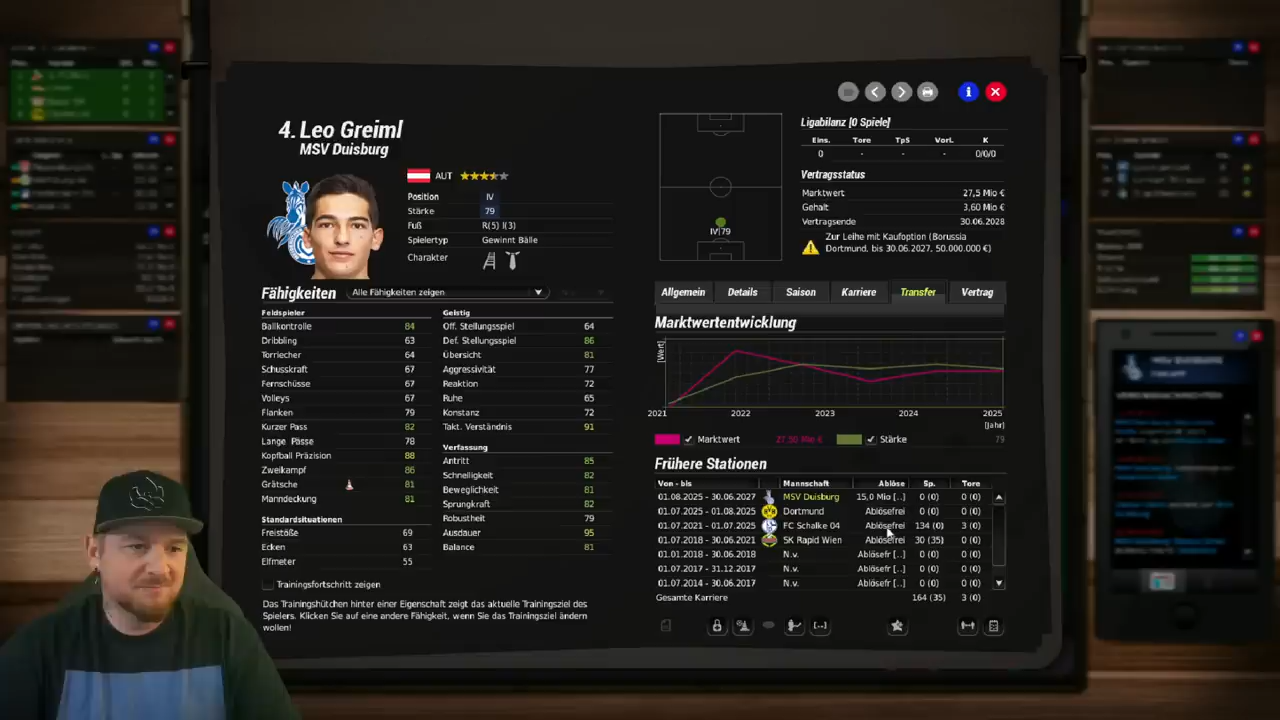 4. Leo Greiml
MSV Duisburg
AUT
Position IV
Stärke 79
Fuß R(5) l(3)
Spielertyp Gewinnt Bälle
Charakter
IV|79
Ligabilanz [0 Spiele]
Eins. Tore TpS Vorl. K
0 - - - 0/0/0
Vertragsstatus
Marktwert 27,5 Mio €
Gehalt 3,60 Mio €
Vertragsende 30.06.2028
Zur Leihe mit Kaufoption (Borussia
Dortmund, bis 30.06.2027, 50.000.000 €)
Fähigkeiten Alle Fähigkeiten zeigen
Feldspieler
Ballkontrolle 84
Dribbling 63
Torriecher 64
Schusskraft 67
Fernschüsse 67
Volleys 67
Flanken 79
Kurzer Pass 82
Lange Pässe 78
Kopfball Präzision 88
Zweikampf 86
Grätsche 81
Manndeckung 81
Standardsituationen
Freistöße 69
Ecken 63
Elfmeter 55
Geistig
Off. Stellungsspiel 64
Def. Stellungsspiel 86
Übersicht 81
Aggressivität 77
Reaktion 72
Ruhe 65
Konstanz 72
Takt. Verständnis 91
Verfassung
Antritt 85
Schnelligkeit 82
Beweglichkeit 81
Sprungkraft 82
Robustheit 79
Ausdauer 95
Balance 81
Trainingsfortschritt zeigen
Das Trainingshütchen hinter einer Eigenschaft zeigt das aktuelle Trainingsziel des
Spielers. Klicken Sie auf eine andere Fähigkeit, wenn Sie das Trainingsziel ändern
wollen!
Allgemein Details Saison Karriere Transfer Vertrag
Marktwertentwicklung
[Wert]
2021 2022 2023 2024 2025
[Jahr]
Marktwert 27,50 Mio € Stärke 79
Frühere Stationen
Von - bis Mannschaft Ablöse Sp. Tore
01.08.2025 - 30.06.2027 MSV Duisburg 15,0 Mio [..] 0 (0) 0 (0)
01.07.2025 - 01.08.2025 Dortmund Ablösefrei 0 (0) 0 (0)
01.07.2021 - 01.07.2025 FC Schalke 04 Ablösefrei 134 (0) 3 (0)
01.07.2018 - 30.06.2021 SK Rapid Wien Ablösefrei 30 (35) 0 (0)
01.01.2018 - 30.06.2018 N.v. Ablösefr [..] 0 (0) 0 (0)
01.07.2017 - 31.12.2017 N.v. Ablösefr [..] 0 (0) 0 (0)
01.07.2014 - 30.06.2017 N.v. Ablösefr [..] 0 (0) 0 (0)
Gesamte Karriere 164 (35) 3 (0)